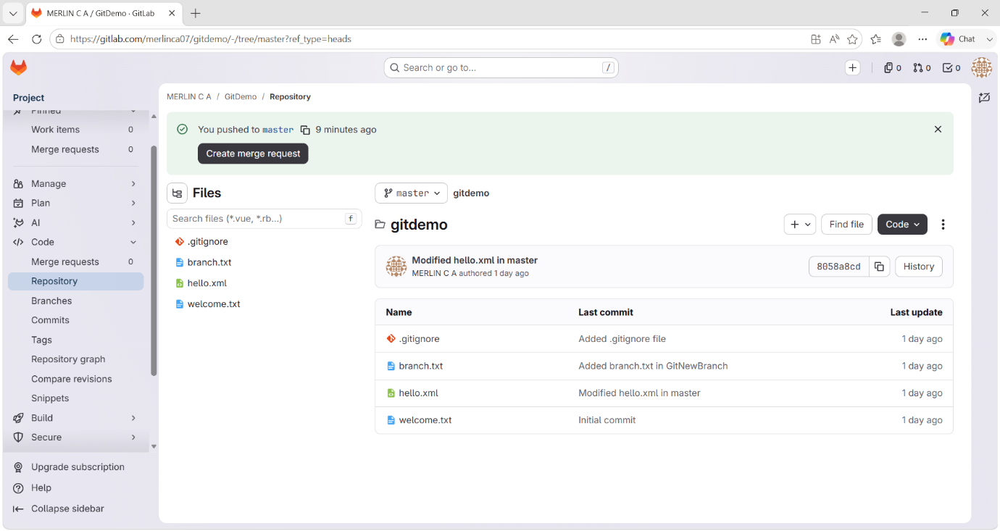 MERLIN C A / GitDemo · GitLab
https://gitlab.com/merlinca07/gitdemo/-/tree/master?ref_type=heads
Chat
Search or go to...
/
0
0
0
Project
Pinned
Work items 0
Merge requests 0
Manage
Plan
AI
Code
Merge requests 0
Repository
Branches
Commits
Tags
Repository graph
Compare revisions
Snippets
Build
Secure
Upgrade subscription
Help
Collapse sidebar
MERLIN C A / GitDemo / Repository
You pushed to master 9 minutes ago
Create merge request
Files
Search files (*.vue, *.rb...) f
.gitignore
branch.txt
hello.xml
welcome.txt
master gitdemo
gitdemo
+ Find file Code
Modified hello.xml in master
MERLIN C A authored 1 day ago
8058a8cd History
Name Last commit Last update
.gitignore Added .gitignore file 1 day ago
branch.txt Added branch.txt in GitNewBranch 1 day ago
hello.xml Modified hello.xml in master 1 day ago
welcome.txt Initial commit 1 day ago